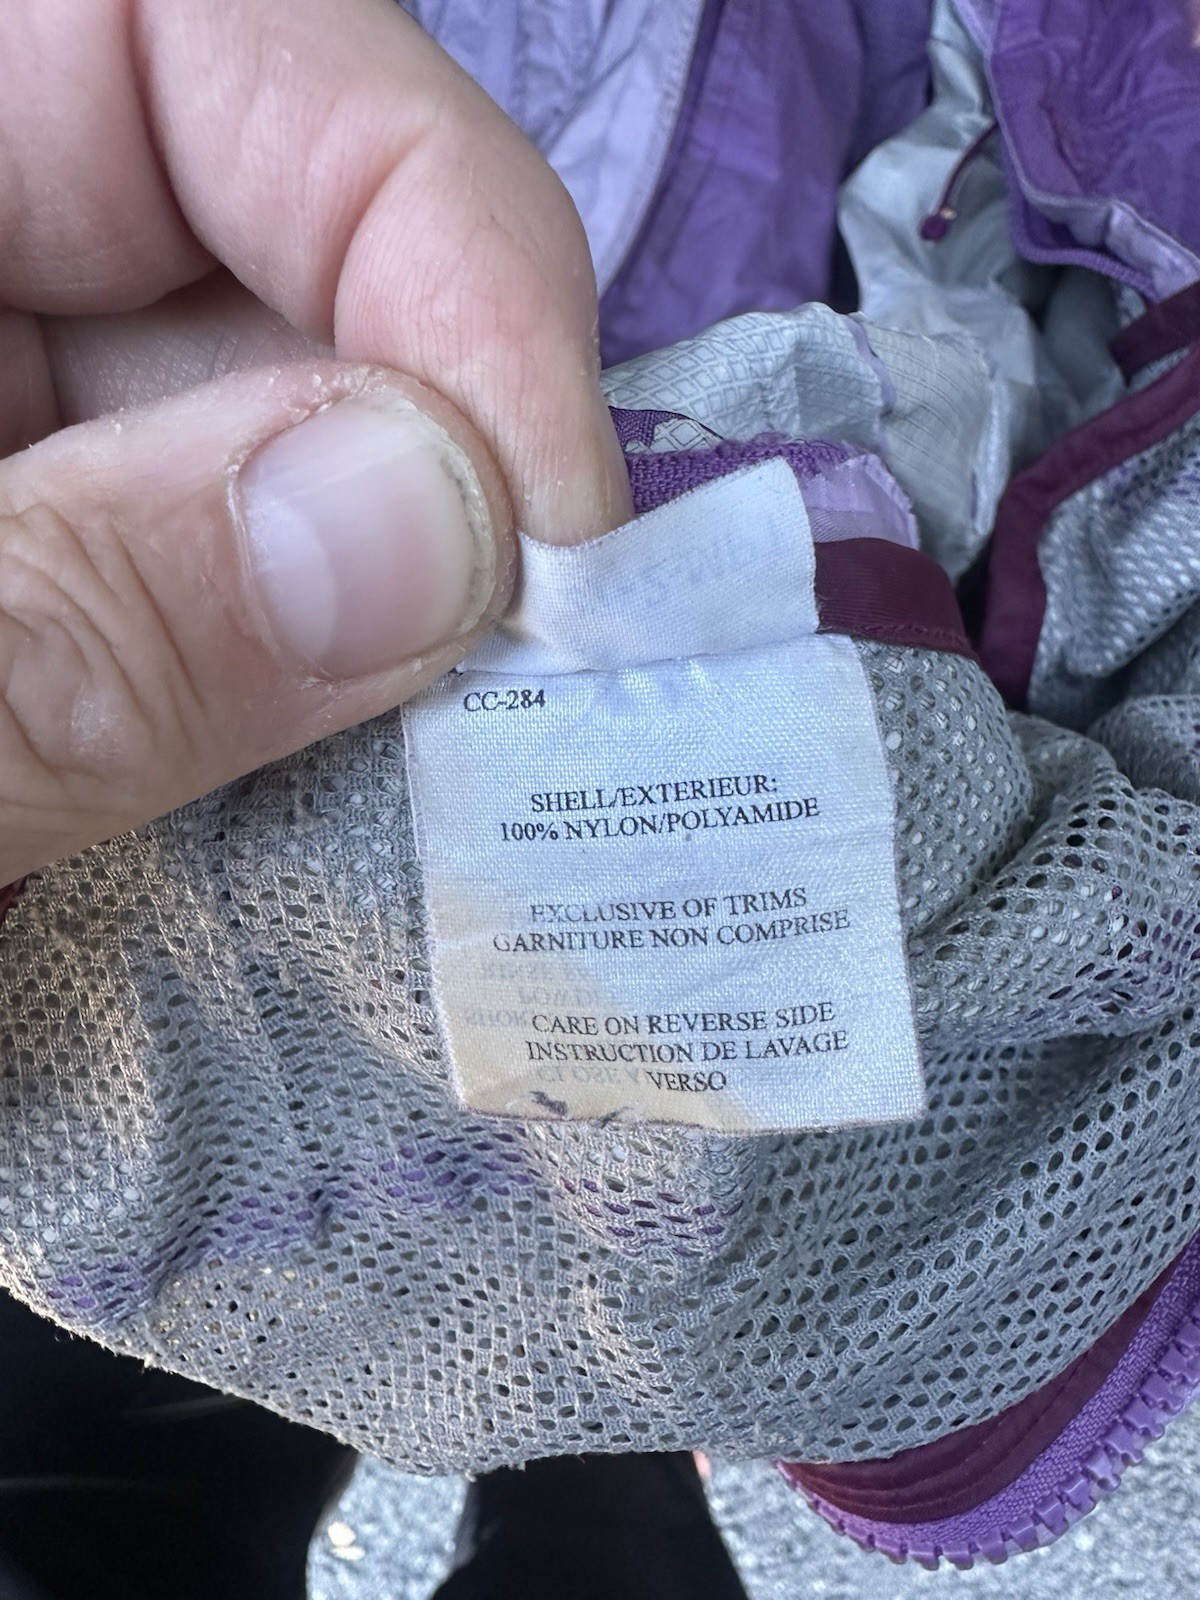 CC-284
SHELL/EXTERIEUR:
100% NYLON/POLYAMIDE
EXCLUSIVE OF TRIMS
GARNITURE NON COMPRISE
CARE ON REVERSE SIDE
INSTRUCTION DE LAVAGE
VERSO